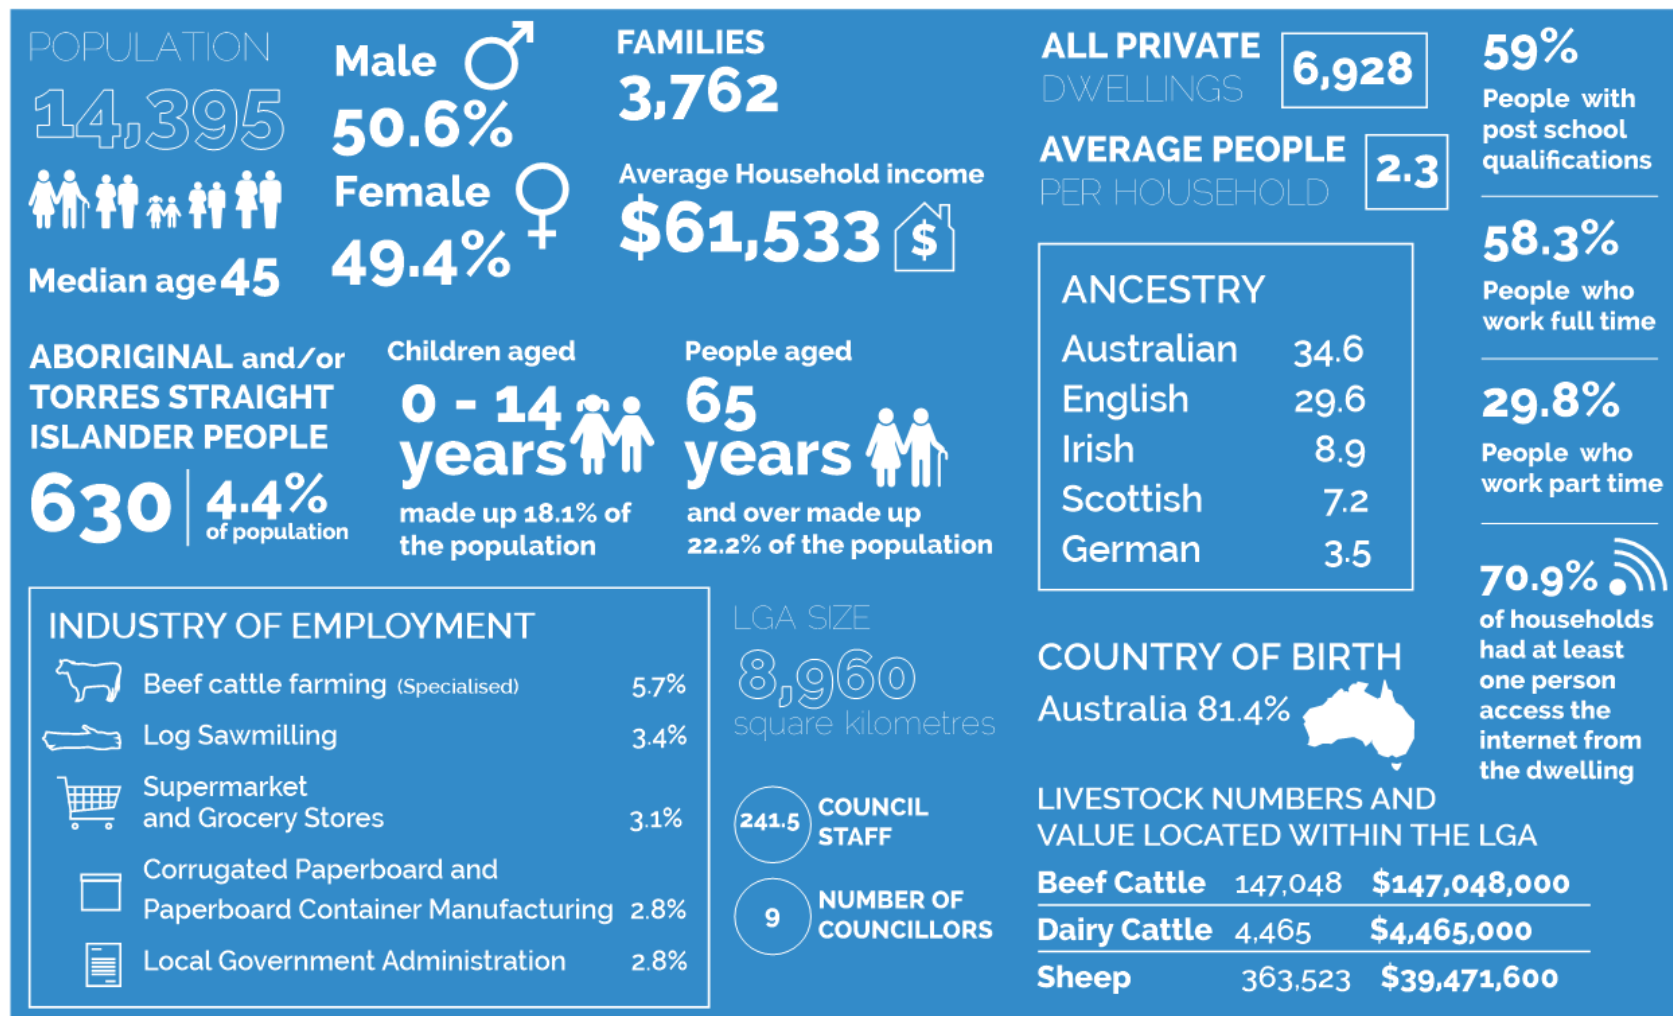 POPULATION
14,395
Median age 45
Male
50.6%
Female
49.4%
FAMILIES
3,762
Average Household income
$61,533
$
ALL PRIVATE
DWELLINGS
6,928
AVERAGE PEOPLE
PER HOUSEHOLD
2.3
59%
People with
post school
qualifications
58.3%
People who
work full time
29.8%
People who
work part time
70.9%
of households
had at least
one person
access the
internet from
the dwelling
ABORIGINAL and/or
TORRES STRAIGHT
ISLANDER PEOPLE
630
4.4%
of population
Children aged
0 - 14
years
made up 18.1% of
the population
People aged
65
years
and over made up
22.2% of the population
ANCESTRY
Australian 34.6
English 29.6
Irish 8.9
Scottish 7.2
German 3.5
INDUSTRY OF EMPLOYMENT
Beef cattle farming (Specialised) 5.7%
Log Sawmilling 3.4%
Supermarket
and Grocery Stores 3.1%
Corrugated Paperboard and
Paperboard Container Manufacturing 2.8%
Local Government Administration 2.8%
LGA SIZE
8,960
square kilometres
241.5 COUNCIL
STAFF
9 NUMBER OF
COUNCILLORS
COUNTRY OF BIRTH
Australia 81.4%
LIVESTOCK NUMBERS AND
VALUE LOCATED WITHIN THE LGA
Beef Cattle 147,048 $147,048,000
Dairy Cattle 4,465 $4,465,000
Sheep 363,523 $39,471,600